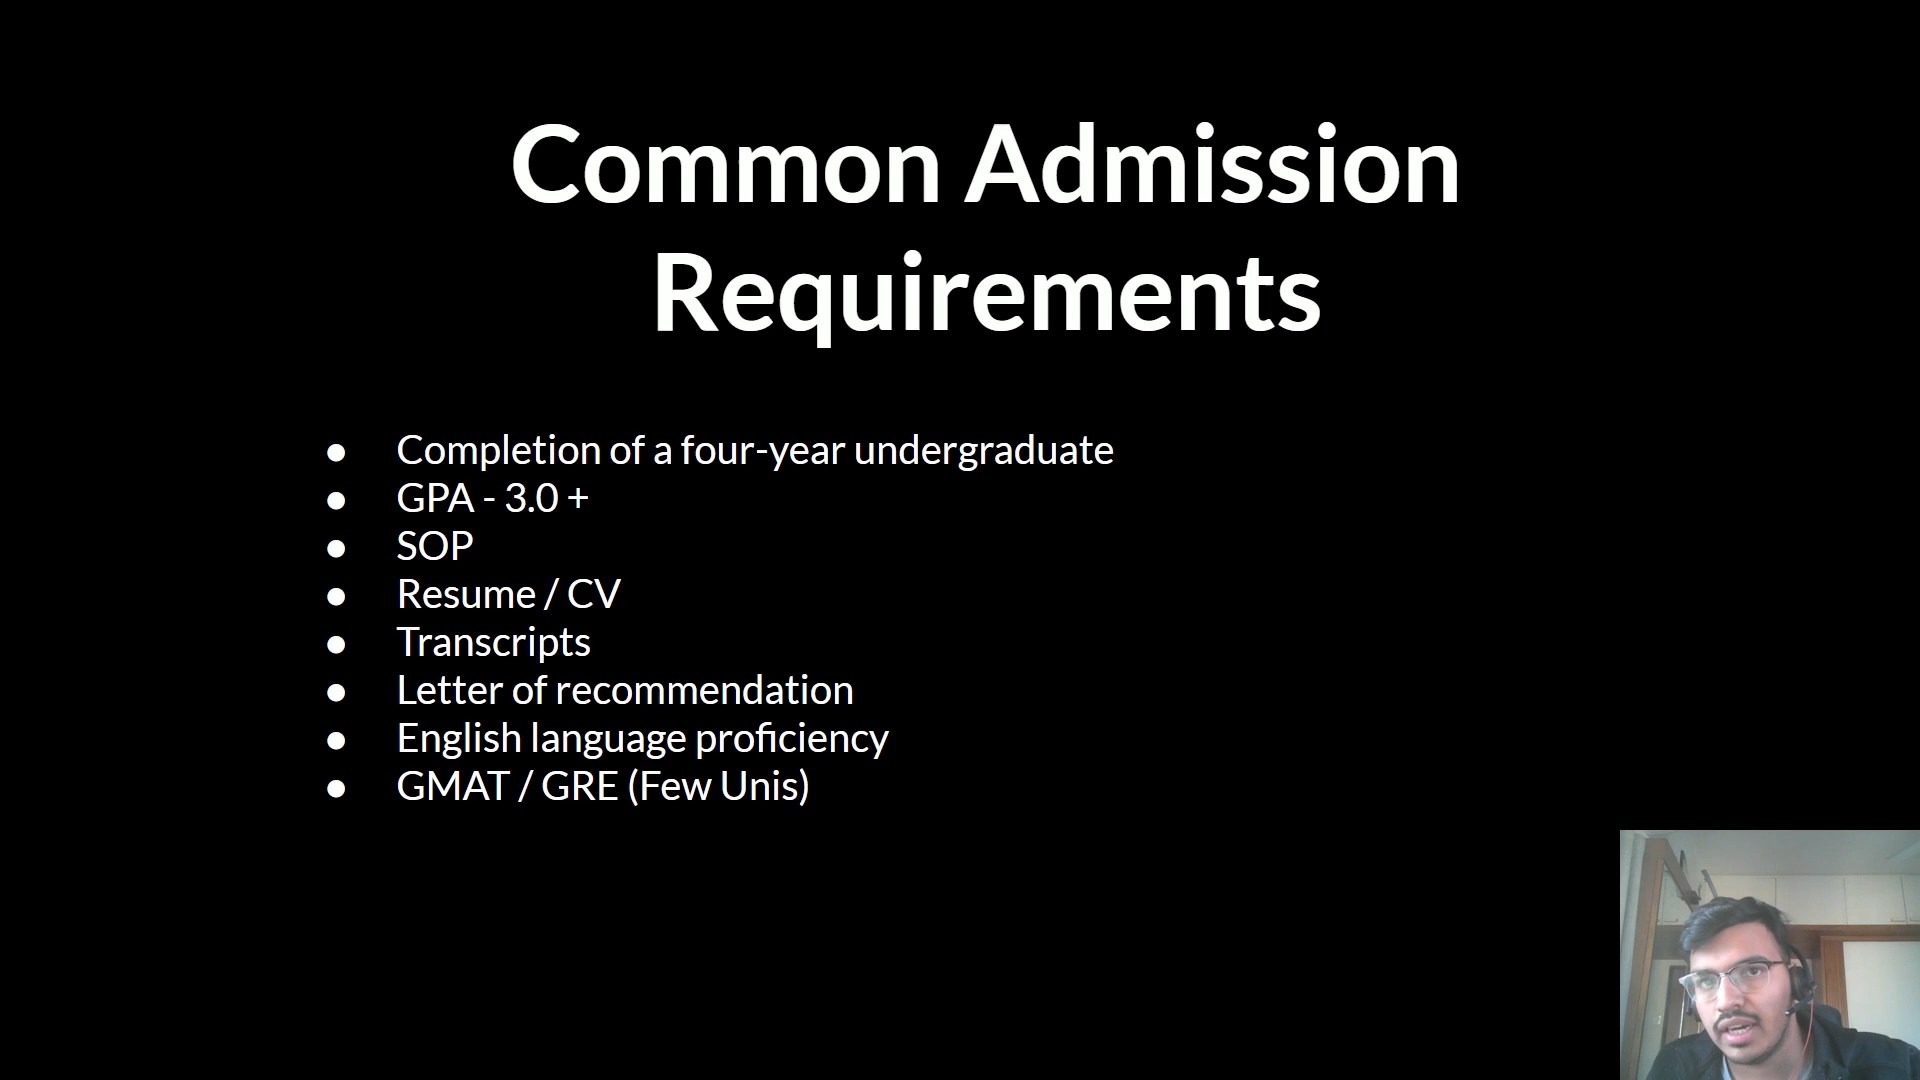 Common Admission
Requirements
● Completion of a four-year undergraduate
● GPA - 3.0 +
● SOP
● Resume / CV
● Transcripts
● Letter of recommendation
● English language proficiency
● GMAT / GRE (Few Unis)